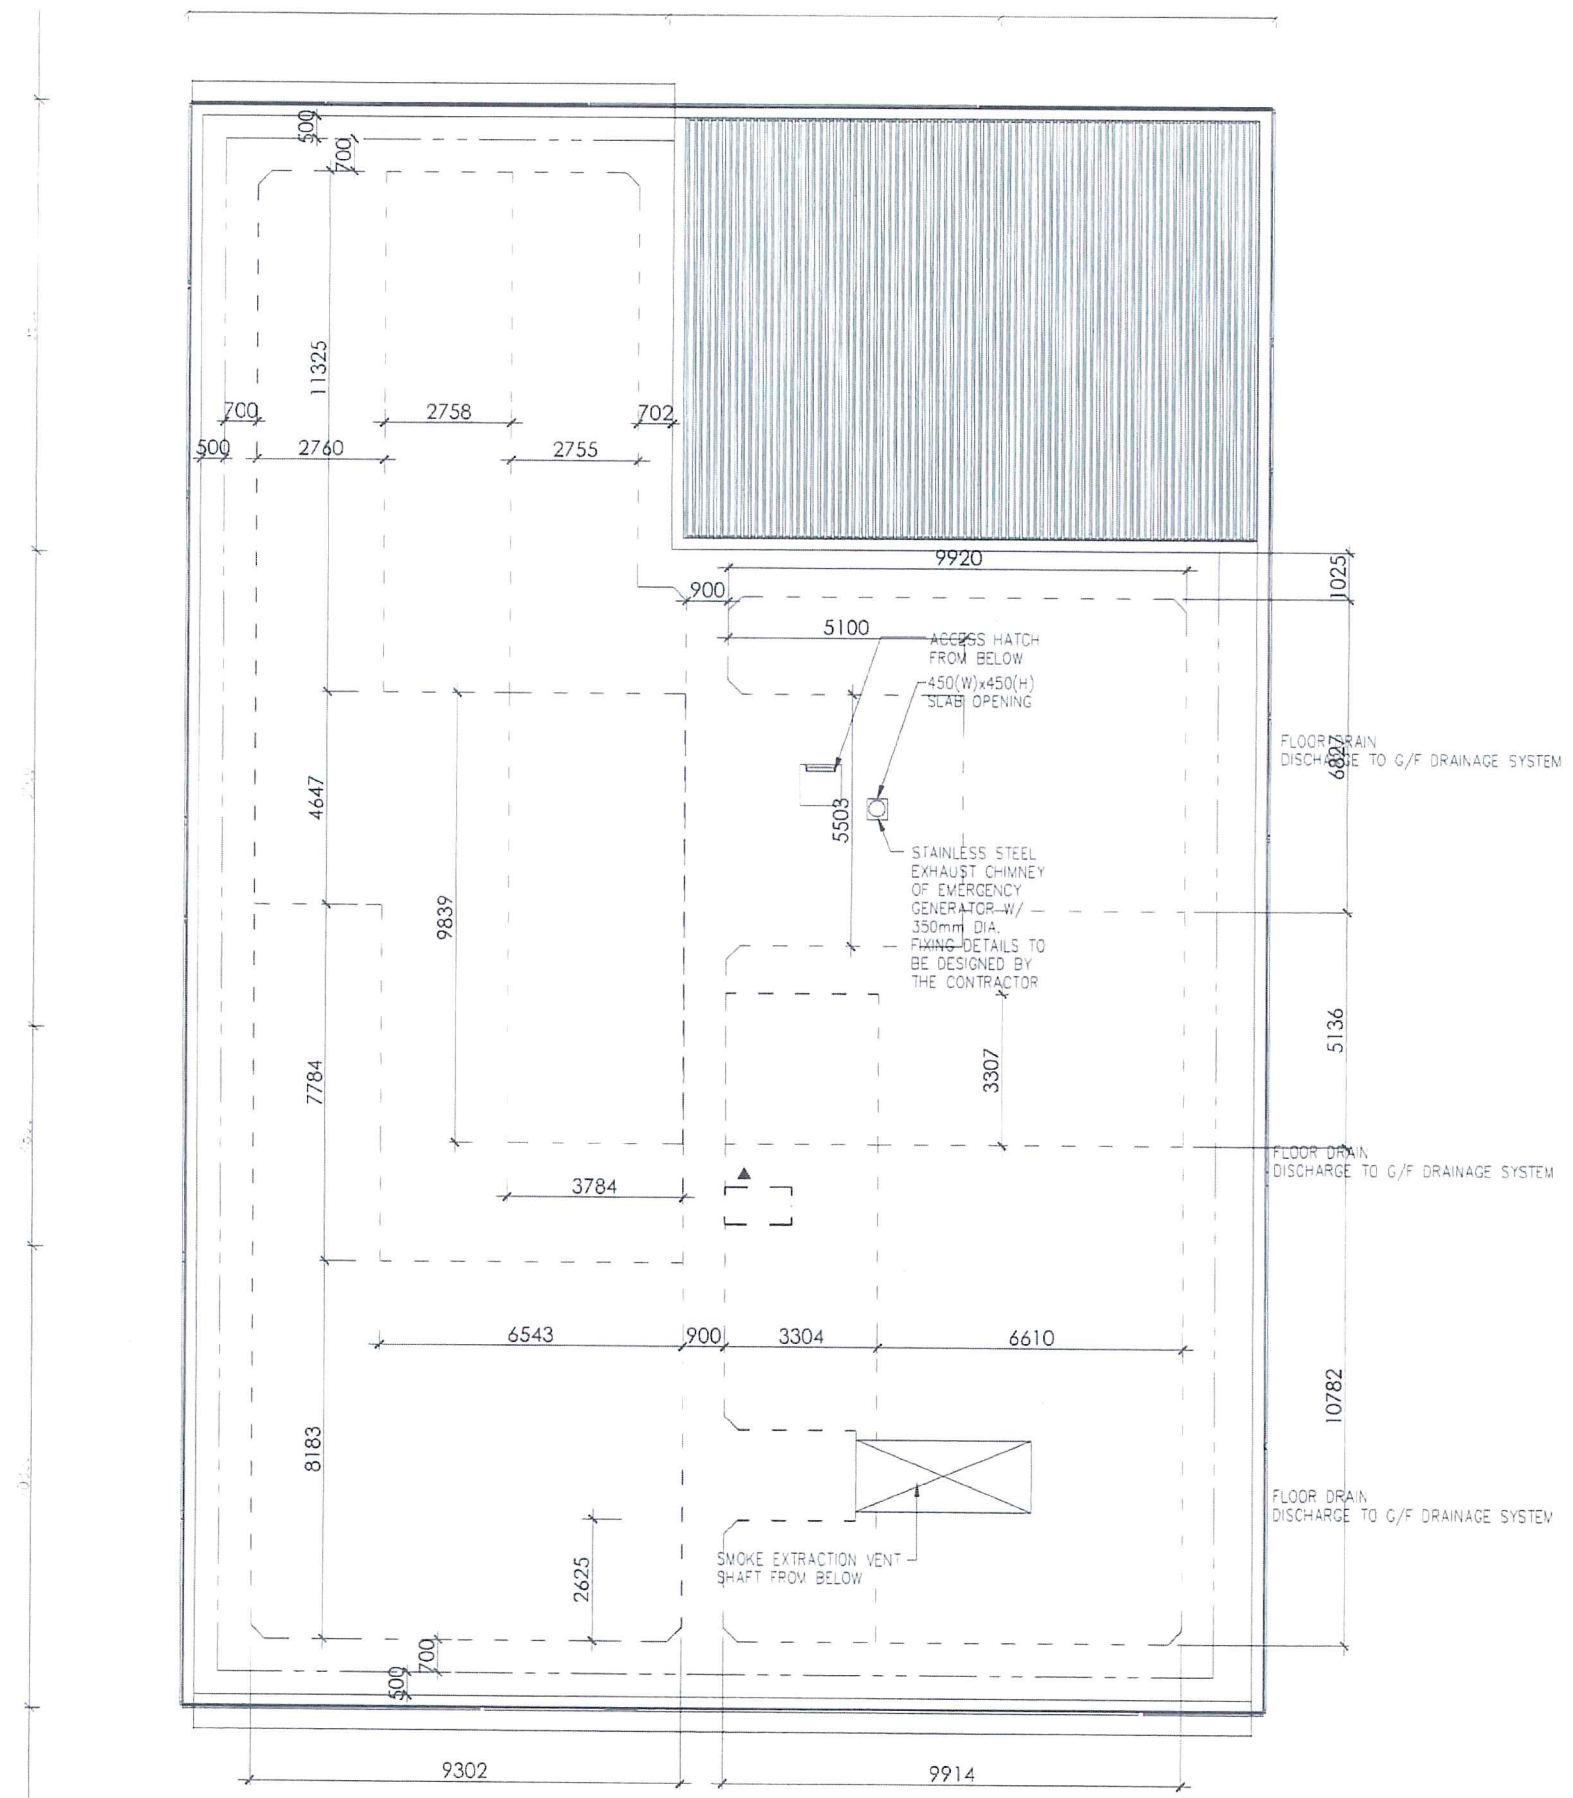 500
700
11325
700
2758
702
500
2760
2755
9920
1025
900
5100
ACCESS HATCH
FROM BELOW
450(W)x450(H)
SLAB OPENING
FLOOR DRAIN
DISCHARGE TO G/F DRAINAGE SYSTEM
6827
4647
5503
STAINLESS STEEL
EXHAUST CHIMNEY
OF EMERGENCY
GENERATOR W/
350mm DIA.
FIXING DETAILS TO
BE DESIGNED BY
THE CONTRACTOR
9839
5136
3307
7784
FLOOR DRAIN
DISCHARGE TO G/F DRAINAGE SYSTEM
3784
6543
900
3304
6610
10782
8183
FLOOR DRAIN
DISCHARGE TO G/F DRAINAGE SYSTEM
SMOKE EXTRACTION VENT
SHAFT FROM BELOW
2625
700
500
9302
9914